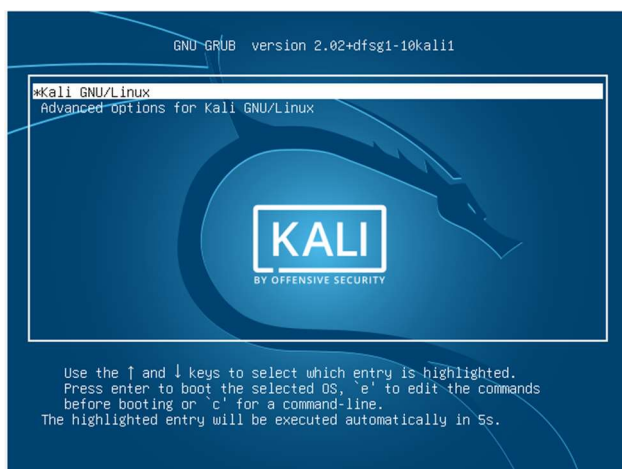 GNU GRUB version 2.02+dfsg1-10kali1
*Kali GNU/Linux
Advanced options for Kali GNU/Linux
KALI
BY OFFENSIVE SECURITY
Use the ↑ and ↓ keys to select which entry is highlighted.
Press enter to boot the selected OS, `e' to edit the commands
before booting or `c' for a command-line.
The highlighted entry will be executed automatically in 5s.